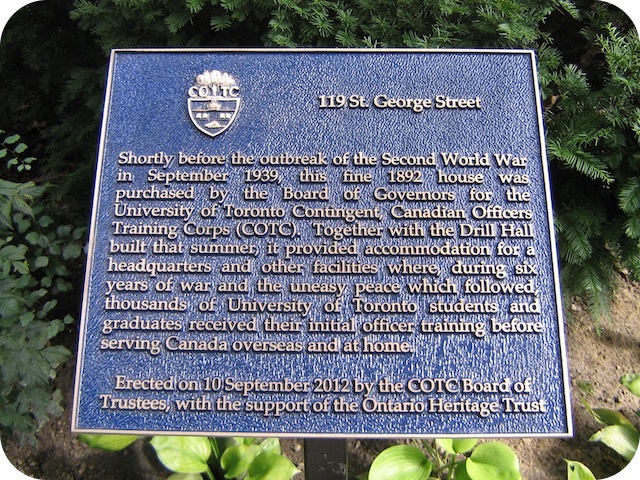 COTC
119 St. George Street
Shortly before the outbreak of the Second World War
in September 1939, this fine 1892 house was
purchased by the Board of Governors for the
University of Toronto Contingent, Canadian Officers
Training Corps (COTC). Together with the Drill Hall
built that summer, it provided accommodation for a
headquarters and other facilities where, during six
years of war and the uneasy peace which followed,
thousands of University of Toronto students and
graduates received their initial officer training before
serving Canada overseas and at home.
Erected on 10 September 2012 by the COTC Board of
Trustees, with the support of the Ontario Heritage Trust